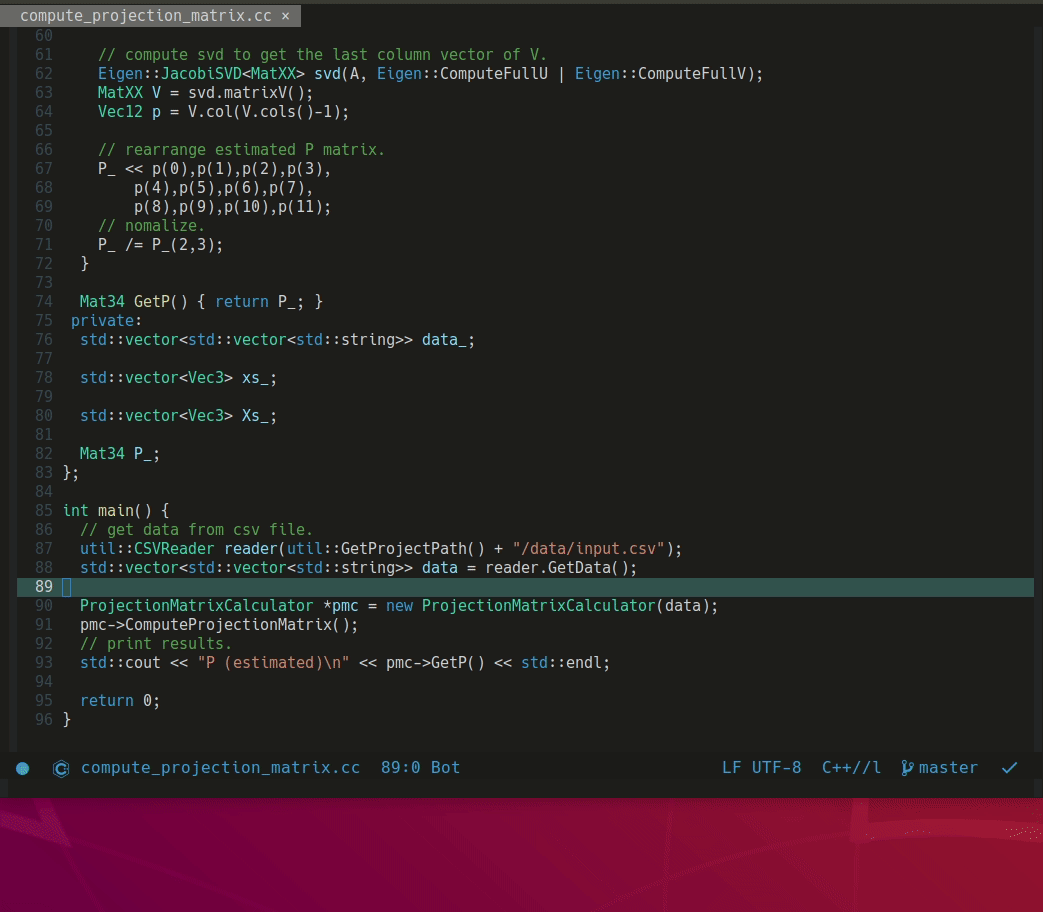 compute_projection_matrix.cc ×
60
61 // compute svd to get the last column vector of V.
62 Eigen::JacobiSVD<MatXX> svd(A, Eigen::ComputeFullU | Eigen::ComputeFullV);
63 MatXX V = svd.matrixV();
64 Vec12 p = V.col(V.cols()-1);
65
66 // rearrange estimated P matrix.
67 P_ << p(0),p(1),p(2),p(3),
68 p(4),p(5),p(6),p(7),
69 p(8),p(9),p(10),p(11);
70 // nomalize.
71 P_ /= P_(2,3);
72 }
73
74 Mat34 GetP() { return P_; }
75 private:
76 std::vector<std::vector<std::string>> data_;
77
78 std::vector<Vec3> xs_;
79
80 std::vector<Vec3> Xs_;
81
82 Mat34 P_;
83 };
84
85 int main() {
86 // get data from csv file.
87 util::CSVReader reader(util::GetProjectPath() + "/data/input.csv");
88 std::vector<std::vector<std::string>> data = reader.GetData();
89
90 ProjectionMatrixCalculator *pmc = new ProjectionMatrixCalculator(data);
91 pmc->ComputeProjectionMatrix();
92 // print results.
93 std::cout << "P (estimated)\n" << pmc->GetP() << std::endl;
94
95 return 0;
96 }
compute_projection_matrix.cc 89:0 Bot LF UTF-8 C++//l master